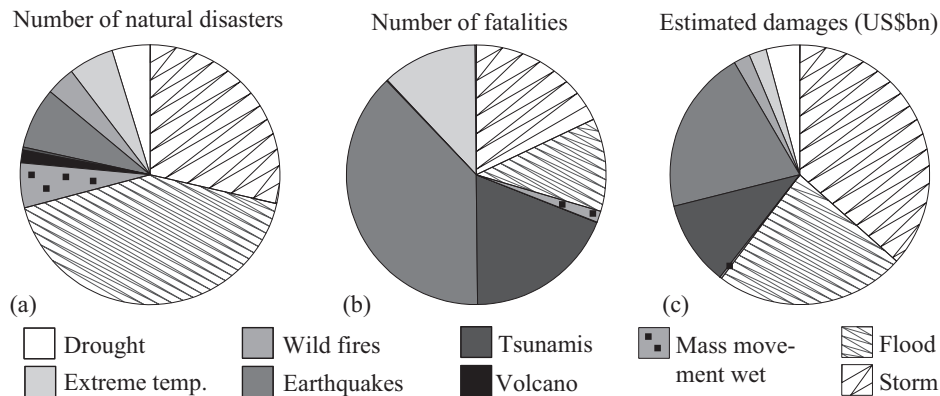 Number of natural disasters
Number of fatalities
Estimated damages (US$bn)
(a)
(b)
(c)
Drought
Wild fires
Tsunamis
Mass move-
ment wet
Flood
Extreme temp.
Earthquakes
Volcano
Storm